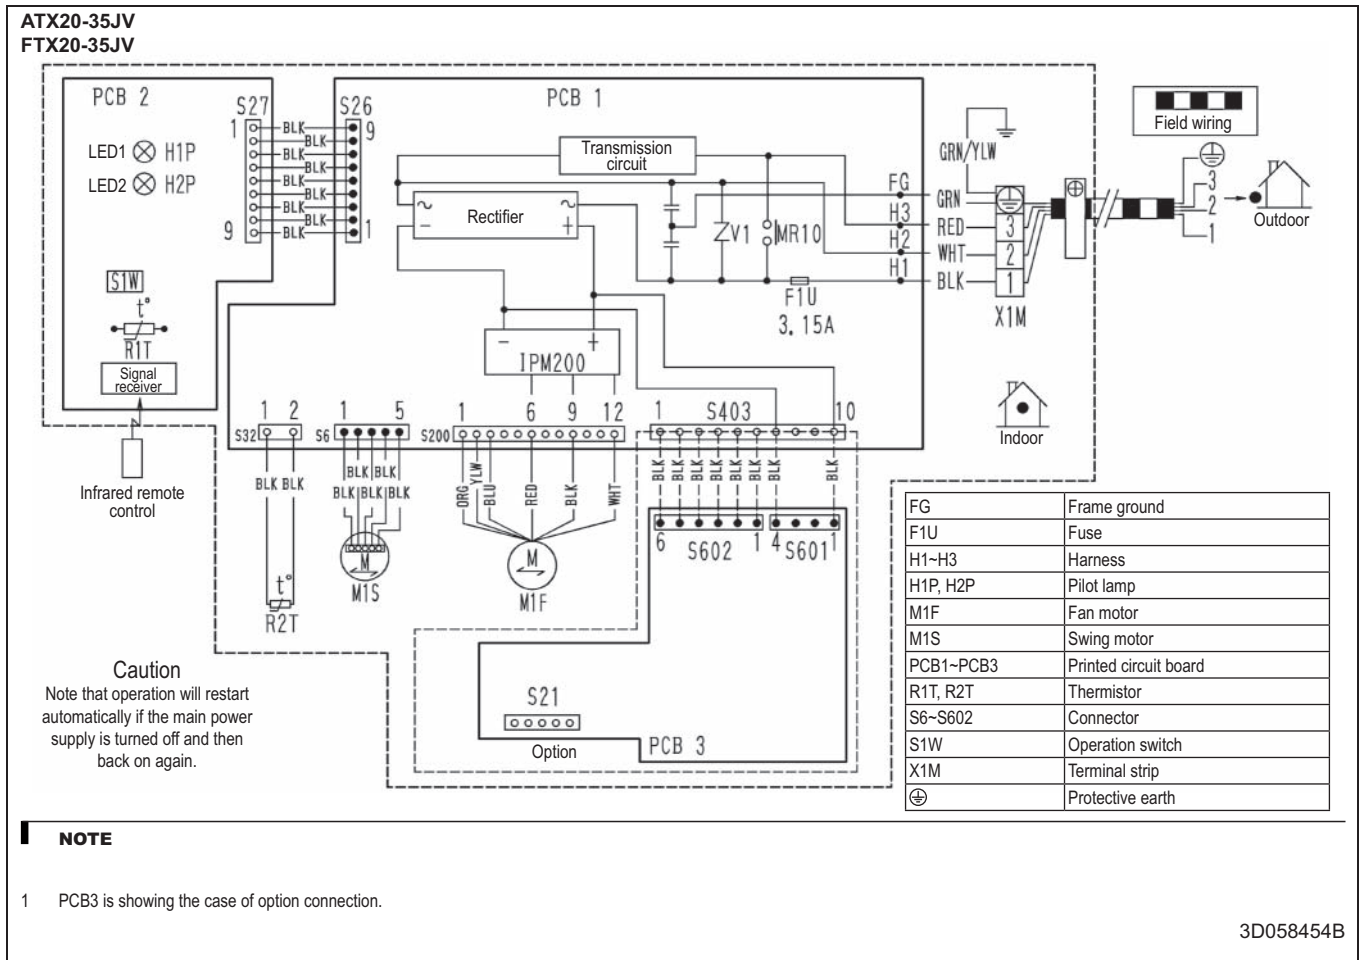 ATX20-35JV
FTX20-35JV
PCB 2
S27
S26
PCB 1
1
9
BLK
BLK
BLK
BLK
BLK
BLK
BLK
BLK
BLK
9
1
LED1 H1P
LED2 H2P
S1W
t°
R1T
Signal
receiver
Infrared remote
control
Transmission
circuit
Rectifier
~
~
−
+
V1
MR10
F1U
3.15A
FG
H3
H2
H1
GRN/YLW
GRN
RED
WHT
BLK
3
2
1
X1M
Field wiring
3
2
1
Outdoor
Indoor
−
+
IPM200
1 2
S32
BLK BLK
t°
R2T
1 5
S6
BLK BLK
BLK BLK BLK
M
M1S
1 6 9 12
S200
ORG
YLW
BLU
RED
BLK
WHT
M
M1F
1 S403 10
BLK
BLK
BLK
BLK
BLK
BLK
BLK
BLK
6 S602 1
4 S601 1
S21
Option
PCB 3
Caution
Note that operation will restart
automatically if the main power
supply is turned off and then
back on again.
FG Frame ground
F1U Fuse
H1~H3 Harness
H1P, H2P Pilot lamp
M1F Fan motor
M1S Swing motor
PCB1~PCB3 Printed circuit board
R1T, R2T Thermistor
S6~S602 Connector
S1W Operation switch
X1M Terminal strip
Protective earth
NOTE
1 PCB3 is showing the case of option connection.
3D058454B